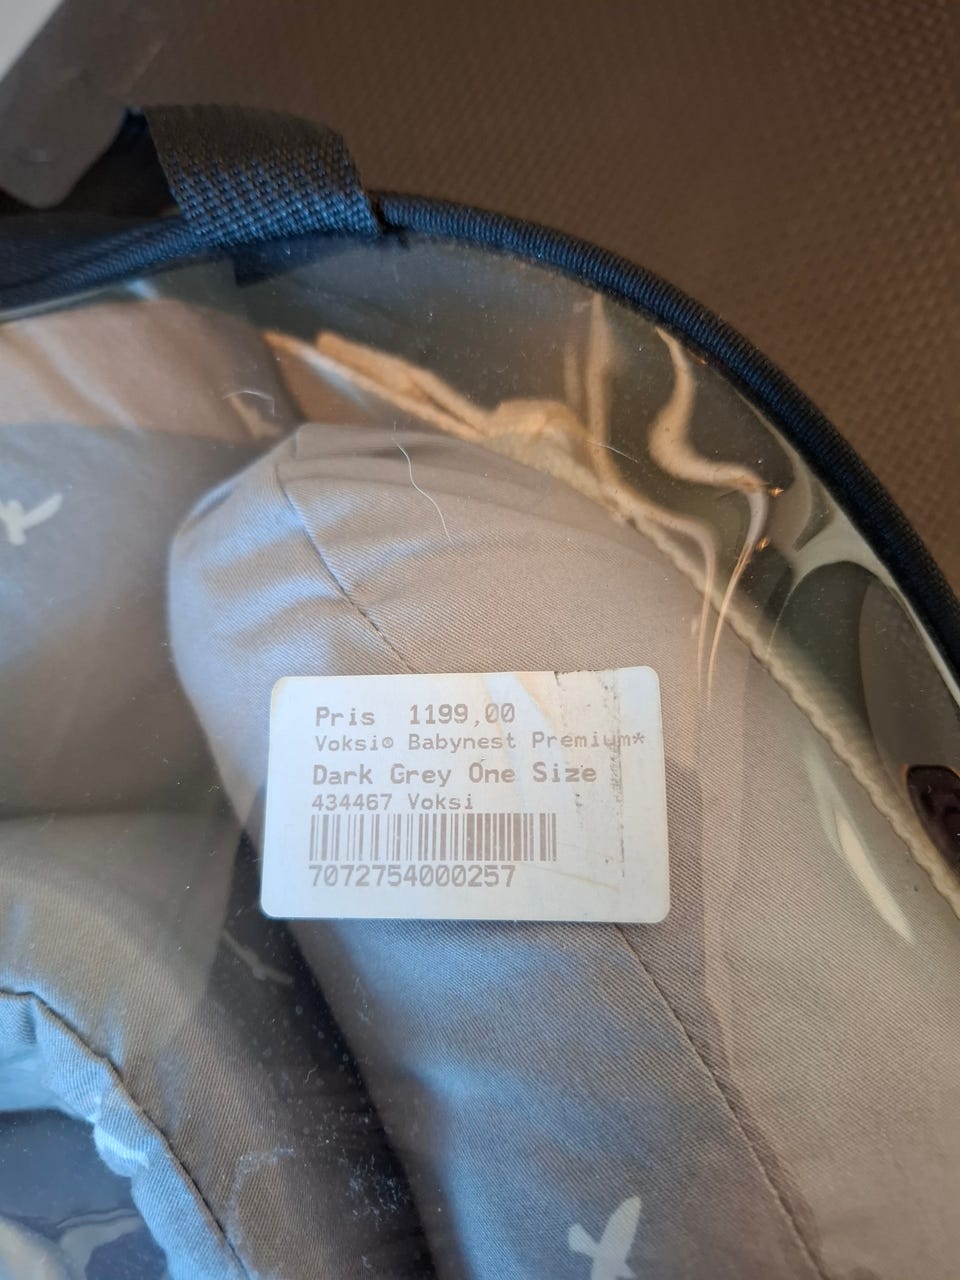 Pris 1199,00
Voksi® Babynest Premium*
Dark Grey One Size
434467 Voksi
7072754000257